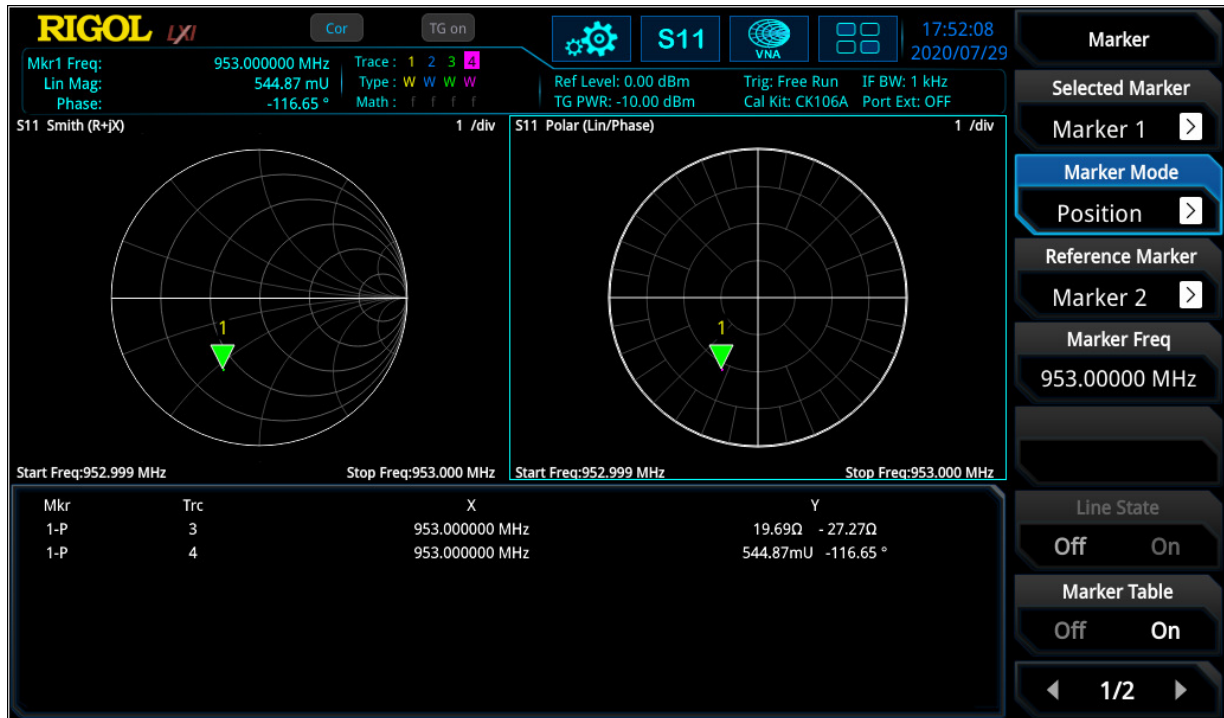 RIGOL LXI Cor TG on S11 VNA 17:52:08
2020/07/29
Mkr1 Freq: 953.000000 MHz
Lin Mag: 544.87 mU
Phase: -116.65 °
Trace: 1 2 3 4
Type: W W W W
Math: f f f f
Ref Level: 0.00 dBm Trig: Free Run IF BW: 1 kHz
TG PWR: -10.00 dBm Cal Kit: CK106A Port Ext: OFF
S11 Smith (R+jX) 1 /div
1
Start Freq:952.999 MHz Stop Freq:953.000 MHz
S11 Polar (Lin/Phase) 1 /div
1
Start Freq:952.999 MHz Stop Freq:953.000 MHz
Mkr Trc X Y
1-P 3 953.000000 MHz 19.69Ω - 27.27Ω
1-P 4 953.000000 MHz 544.87mU -116.65 °
Marker
Selected Marker
Marker 1 >
Marker Mode
Position >
Reference Marker
Marker 2 >
Marker Freq
953.00000 MHz
Line State
Off On
Marker Table
Off On
1/2